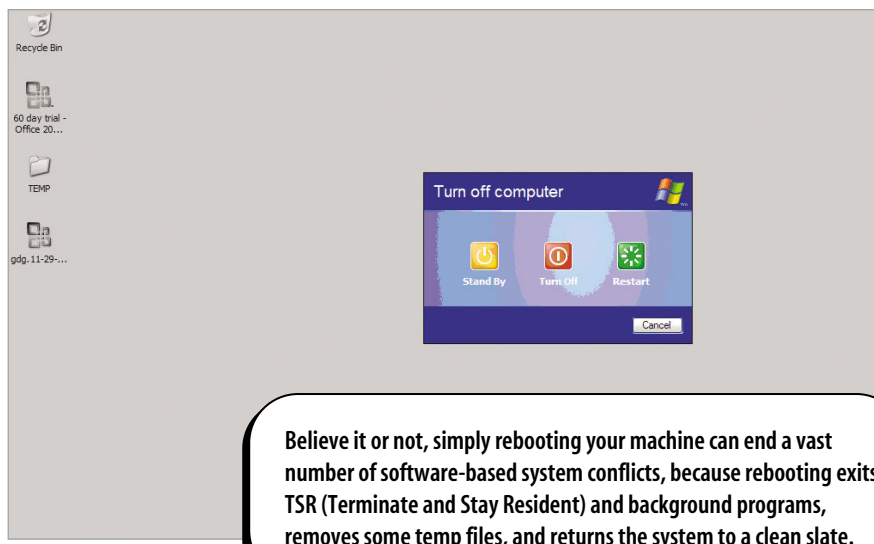 Recycle Bin
60 day trial -
Office 20...
TEMP
gdg.11-29-...
Turn off computer
Stand By
Turn Off
Restart
Cancel
Believe it or not, simply rebooting your machine can end a vast
number of software-based system conflicts, because rebooting exits
TSR (Terminate and Stay Resident) and background programs,
removes some temp files, and returns the system to a clean slate.